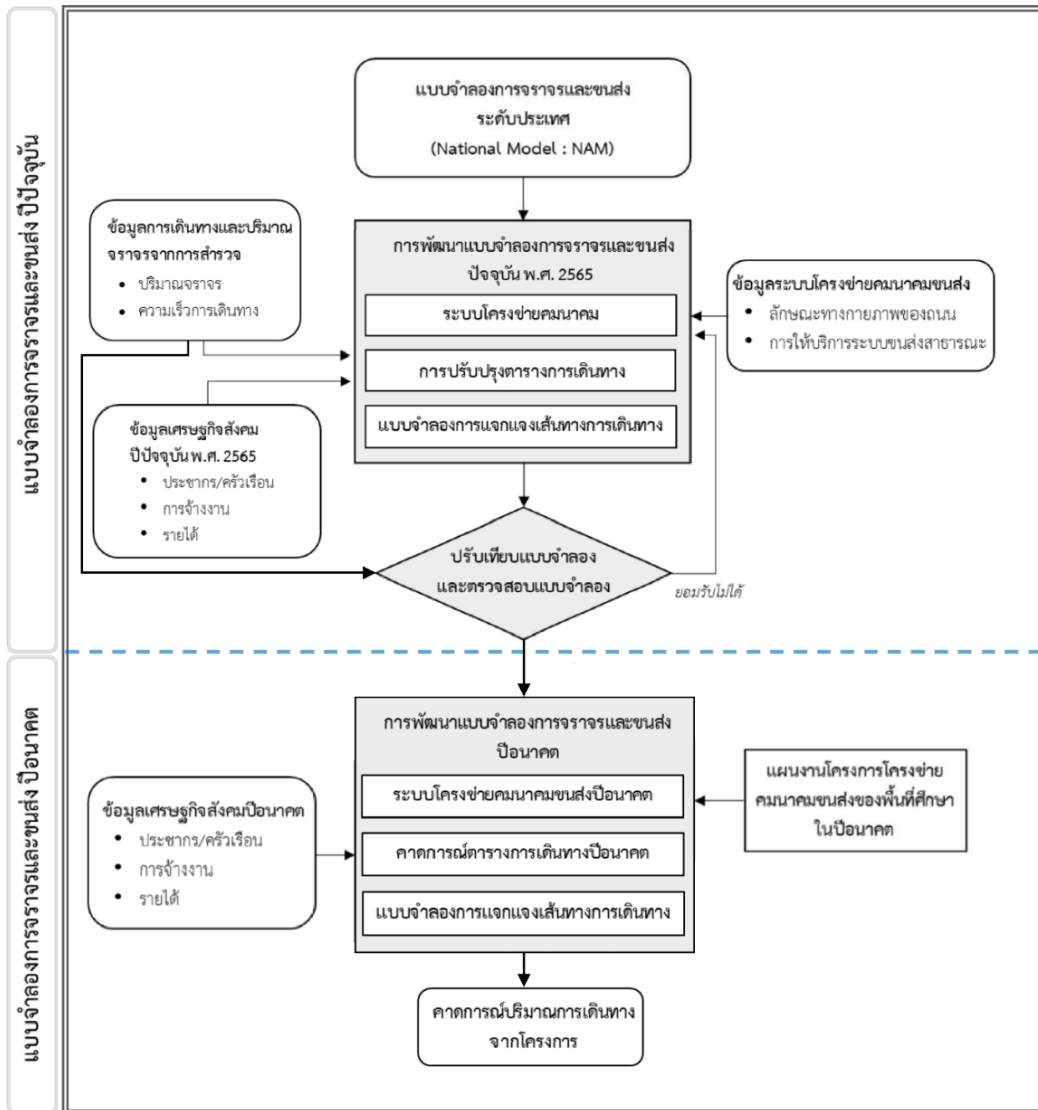 แบบจำลองการจราจรและขนส่ง ปีปัจจุบัน
แบบจำลองการจราจรและขนส่ง
ระดับประเทศ
(National Model : NAM)
ข้อมูลการเดินทางและปริมาณ
จราจรจากการสำรวจ
• ปริมาณจราจร
• ความเร็วการเดินทาง
การพัฒนาแบบจำลองการจราจรและขนส่ง
ปัจจุบัน พ.ศ. 2565
ระบบโครงข่ายคมนาคม
การปรับปรุงตารางการเดินทาง
แบบจำลองการแจกแจงเส้นทางการเดินทาง
ข้อมูลระบบโครงข่ายคมนาคมขนส่ง
• ลักษณะทางกายภาพของถนน
• การให้บริการระบบขนส่งสาธารณะ
ข้อมูลเศรษฐกิจสังคม
ปีปัจจุบัน พ.ศ. 2565
• ประชากร/ครัวเรือน
• การจ้างงาน
• รายได้
ปรับเทียบแบบจำลอง
และตรวจสอบแบบจำลอง
ยอมรับไม่ได้
แบบจำลองการจราจรและขนส่ง ปีอนาคต
การพัฒนาแบบจำลองการจราจรและขนส่ง
ปีอนาคต
ระบบโครงข่ายคมนาคมขนส่งปีอนาคต
คาดการณ์ตารางการเดินทางปีอนาคต
แบบจำลองการแจกแจงเส้นทางการเดินทาง
แผนงานโครงการโครงข่าย
คมนาคมขนส่งของพื้นที่ศึกษา
ในปีอนาคต
ข้อมูลเศรษฐกิจสังคมปีอนาคต
• ประชากร/ครัวเรือน
• การจ้างงาน
• รายได้
คาดการณ์ปริมาณการเดินทาง
จากโครงการ